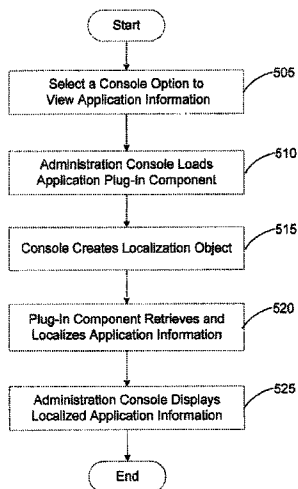 Start
Select a Console Option to
View Application Information
505
Administration Console Loads
Application Plug-In Component
510
Console Creates Localization Object
515
Plug-In Component Retrieves and
Localizes Application Information
520
Administration Console Displays
Localized Application Information
525
End